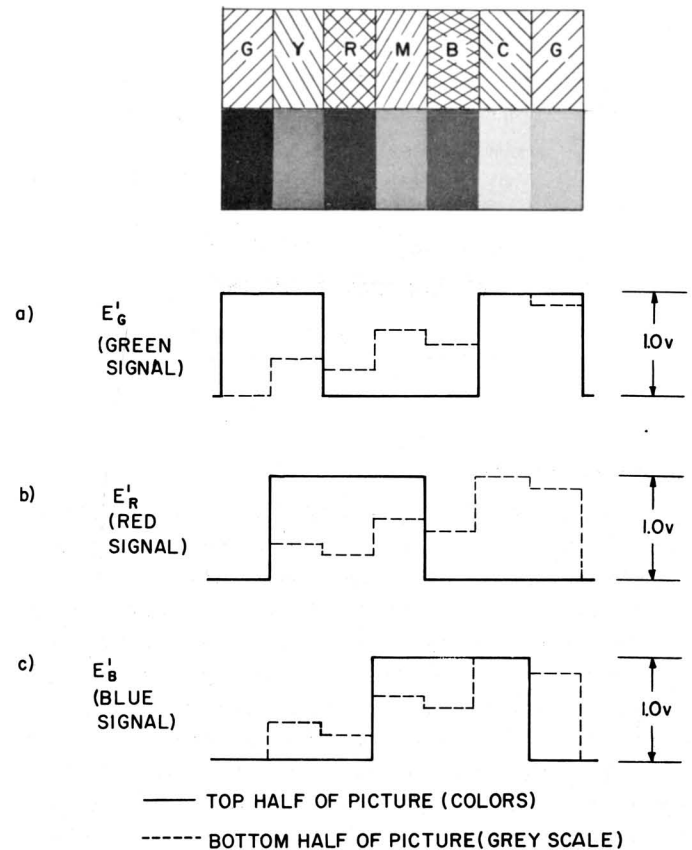 G Y R M B C G
a) E'G
(GREEN
SIGNAL)
1.0v
b) E'R
(RED
SIGNAL)
1.0v
c) E'B
(BLUE
SIGNAL)
1.0v
TOP HALF OF PICTURE (COLORS)
BOTTOM HALF OF PICTURE(GREY SCALE)